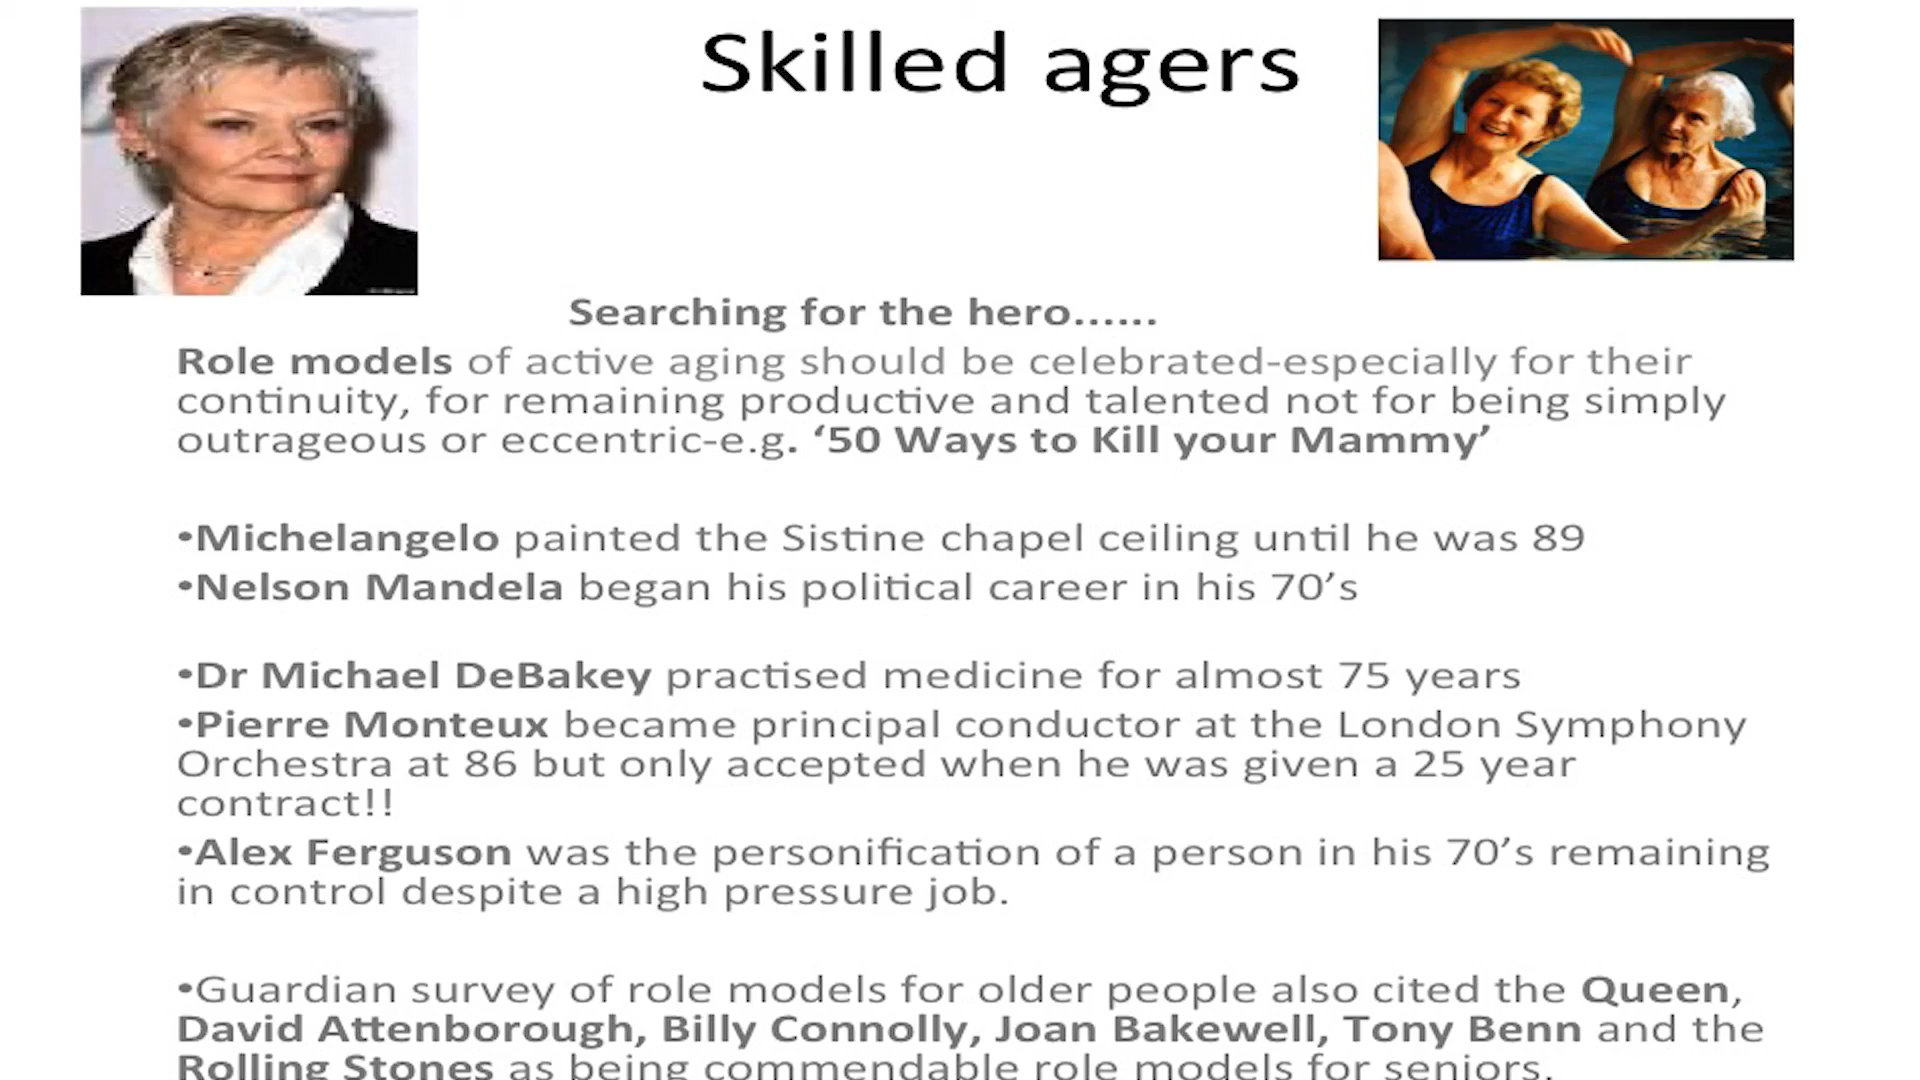 Skilled agers
Searching for the hero......
Role models of active aging should be celebrated-especially for their
continuity, for remaining productive and talented not for being simply
outrageous or eccentric-e.g. ‘50 Ways to Kill your Mammy’
•Michelangelo painted the Sistine chapel ceiling until he was 89
•Nelson Mandela began his political career in his 70’s
•Dr Michael DeBakey practised medicine for almost 75 years
•Pierre Monteux became principal conductor at the London Symphony
Orchestra at 86 but only accepted when he was given a 25 year
contract!!
•Alex Ferguson was the personification of a person in his 70’s remaining
in control despite a high pressure job.
•Guardian survey of role models for older people also cited the Queen,
David Attenborough, Billy Connolly, Joan Bakewell, Tony Benn and the
Rolling Stones as being commendable role models for seniors.